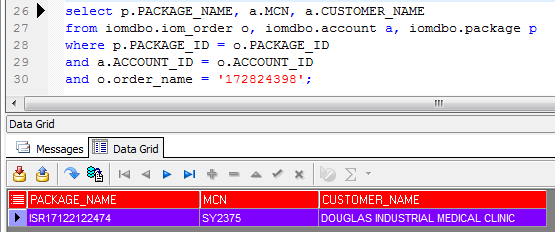 26 select p.PACKAGE_NAME, a.MCN, a.CUSTOMER_NAME
27 from iomdbo.iom_order o, iomdbo.account a, iomdbo.package p
28 where p.PACKAGE_ID = o.PACKAGE_ID
29 and a.ACCOUNT_ID = o.ACCOUNT_ID
30 and o.order_name = '172824398';
Data Grid
Messages Data Grid
PACKAGE_NAME MCN CUSTOMER_NAME
ISR17122122474 SY2375 DOUGLAS INDUSTRIAL MEDICAL CLINIC